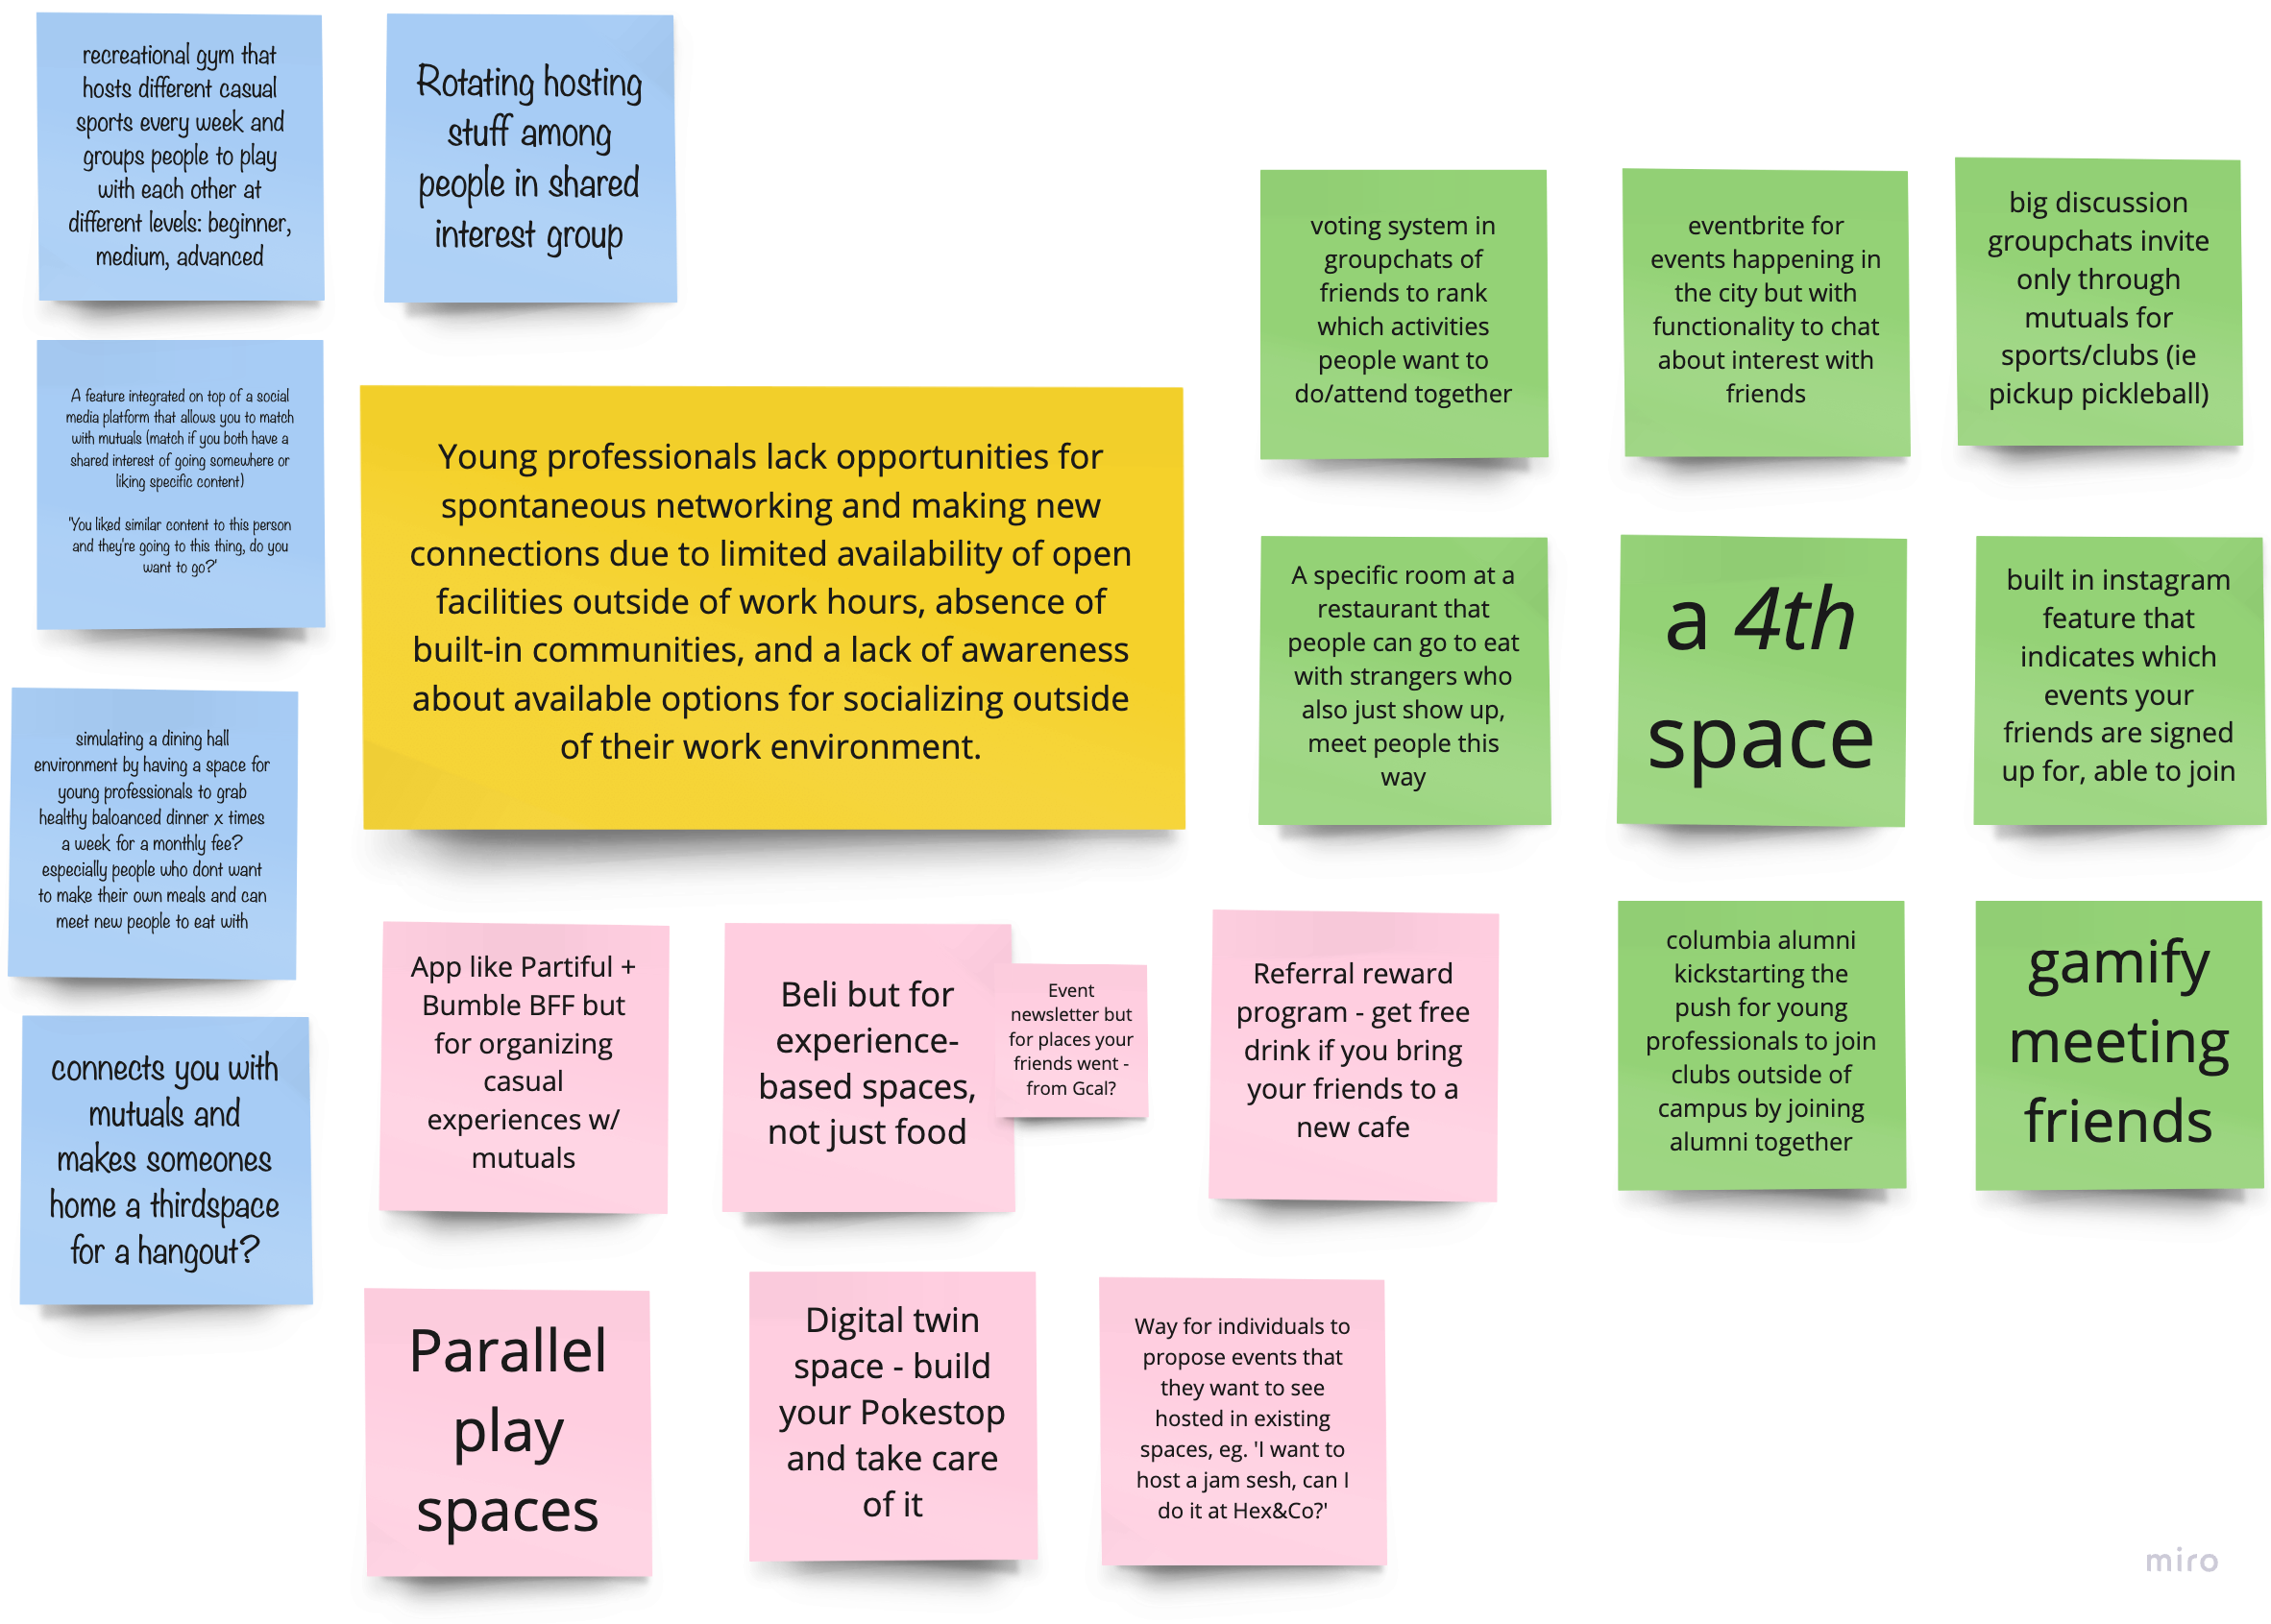 recreational gym that
hosts different casual
sports every week and
groups people to play
with each other at
different levels: beginner,
medium, advanced
Rotating hosting
stuff among
people in shared
interest group
A feature integrated on top of a social
media platform that allows you to match
with mutuals (match if you both have a
shared interest of going somewhere or
liking specific content)
'You liked similar content to this person
and they're going to this thing, do you
want to go?'
simulating a dining hall
environment by having a space for
young professionals to grab
healthy baloanced dinner x times
a week for a monthly fee?
especially people who dont want
to make their own meals and can
meet new people to eat with
connects you with
mutuals and
makes someones
home a thirdspace
for a hangout?
Young professionals lack opportunities for
spontaneous networking and making new
connections due to limited availability of open
facilities outside of work hours, absence of
built-in communities, and a lack of awareness
about available options for socializing outside
of their work environment.
voting system in
groupchats of
friends to rank
which activities
people want to
do/attend together
eventbrite for
events happening in
the city but with
functionality to chat
about interest with
friends
big discussion
groupchats invite
only through
mutuals for
sports/clubs (ie
pickup pickleball)
A specific room at a
restaurant that
people can go to eat
with strangers who
also just show up,
meet people this
way
a 4th
space
built in instagram
feature that
indicates which
events your
friends are signed
up for, able to join
columbia alumni
kickstarting the
push for young
professionals to join
clubs outside of
campus by joining
alumni together
gamify
meeting
friends
App like Partiful +
Bumble BFF but
for organizing
casual
experiences w/
mutuals
Beli but for
experience-
based spaces,
not just food
Event
newsletter but
for places your
friends went -
from Gcal?
Referral reward
program - get free
drink if you bring
your friends to a
new cafe
Parallel
play
spaces
Digital twin
space - build
your Pokestop
and take care
of it
Way for individuals to
propose events that
they want to see
hosted in existing
spaces, eg. 'I want to
host a jam sesh, can I
do it at Hex&Co?'
miro